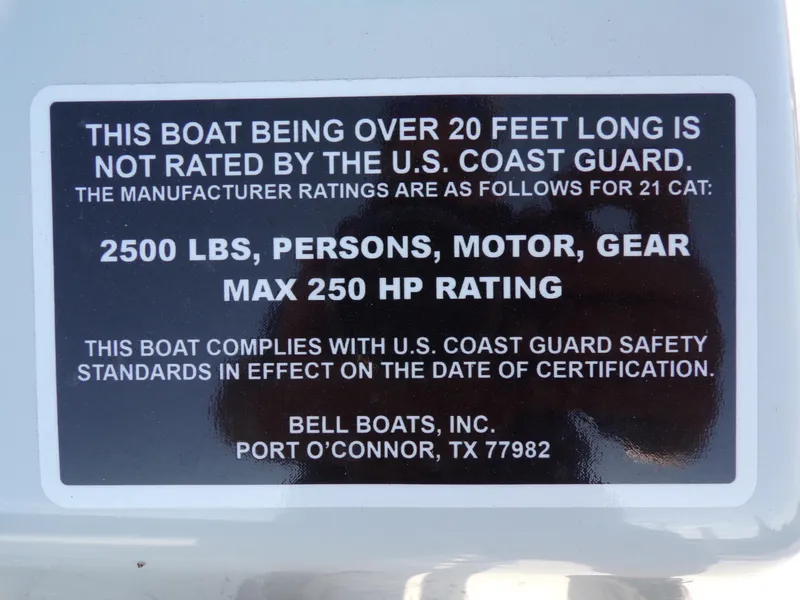 THIS BOAT BEING OVER 20 FEET LONG IS
NOT RATED BY THE U.S. COAST GUARD.
THE MANUFACTURER RATINGS ARE AS FOLLOWS FOR 21 CAT:
2500 LBS, PERSONS, MOTOR, GEAR
MAX 250 HP RATING
THIS BOAT COMPLIES WITH U.S. COAST GUARD SAFETY
STANDARDS IN EFFECT ON THE DATE OF CERTIFICATION.
BELL BOATS, INC.
PORT O'CONNOR, TX 77982